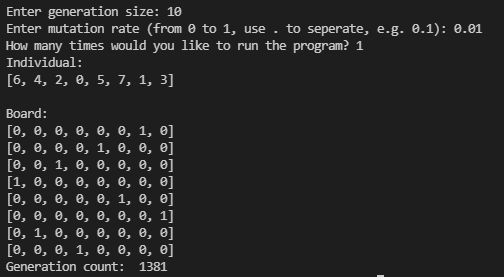 Enter generation size: 10
Enter mutation rate (from 0 to 1, use . to seperate, e.g. 0.1): 0.01
How many times would you like to run the program? 1
Individual:
[6, 4, 2, 0, 5, 7, 1, 3]
Board:
[0, 0, 0, 0, 0, 0, 1, 0]
[0, 0, 0, 0, 1, 0, 0, 0]
[0, 0, 1, 0, 0, 0, 0, 0]
[1, 0, 0, 0, 0, 0, 0, 0]
[0, 0, 0, 0, 0, 1, 0, 0]
[0, 0, 0, 0, 0, 0, 0, 1]
[0, 1, 0, 0, 0, 0, 0, 0]
[0, 0, 0, 1, 0, 0, 0, 0]
Generation count:  1381